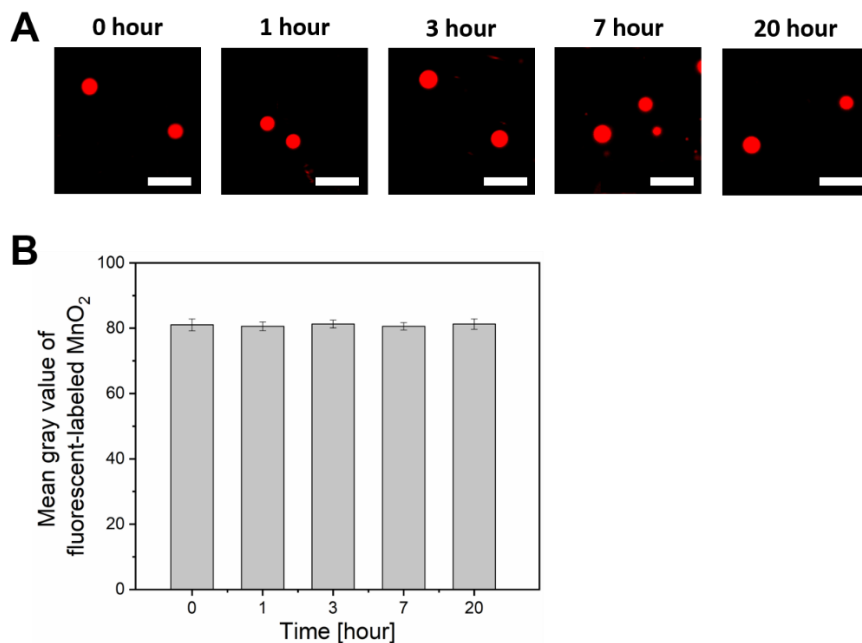 A
0 hour 1 hour 3 hour 7 hour 20 hour
B
100
80
60
40
20
0
Mean gray value of
fluorescent-labeled MnO₂
0 1 3 7 20
Time [hour]